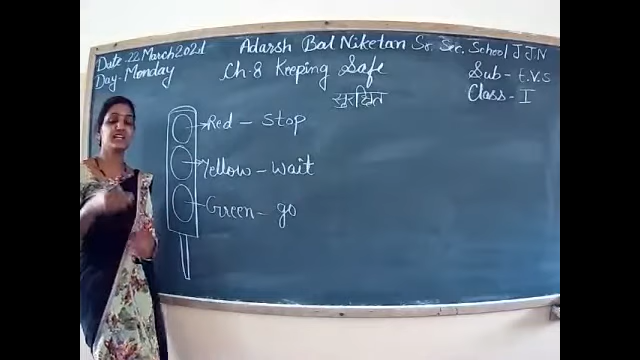 Date - 22 March 2021
Adarsh Bal Niketan Sr. Sec. School J J N
Day - Monday
Ch-8 Keeping Safe
Sub - E.V.S
सुरक्षित
Class - I
Red - Stop
Yellow - Wait
Green - go